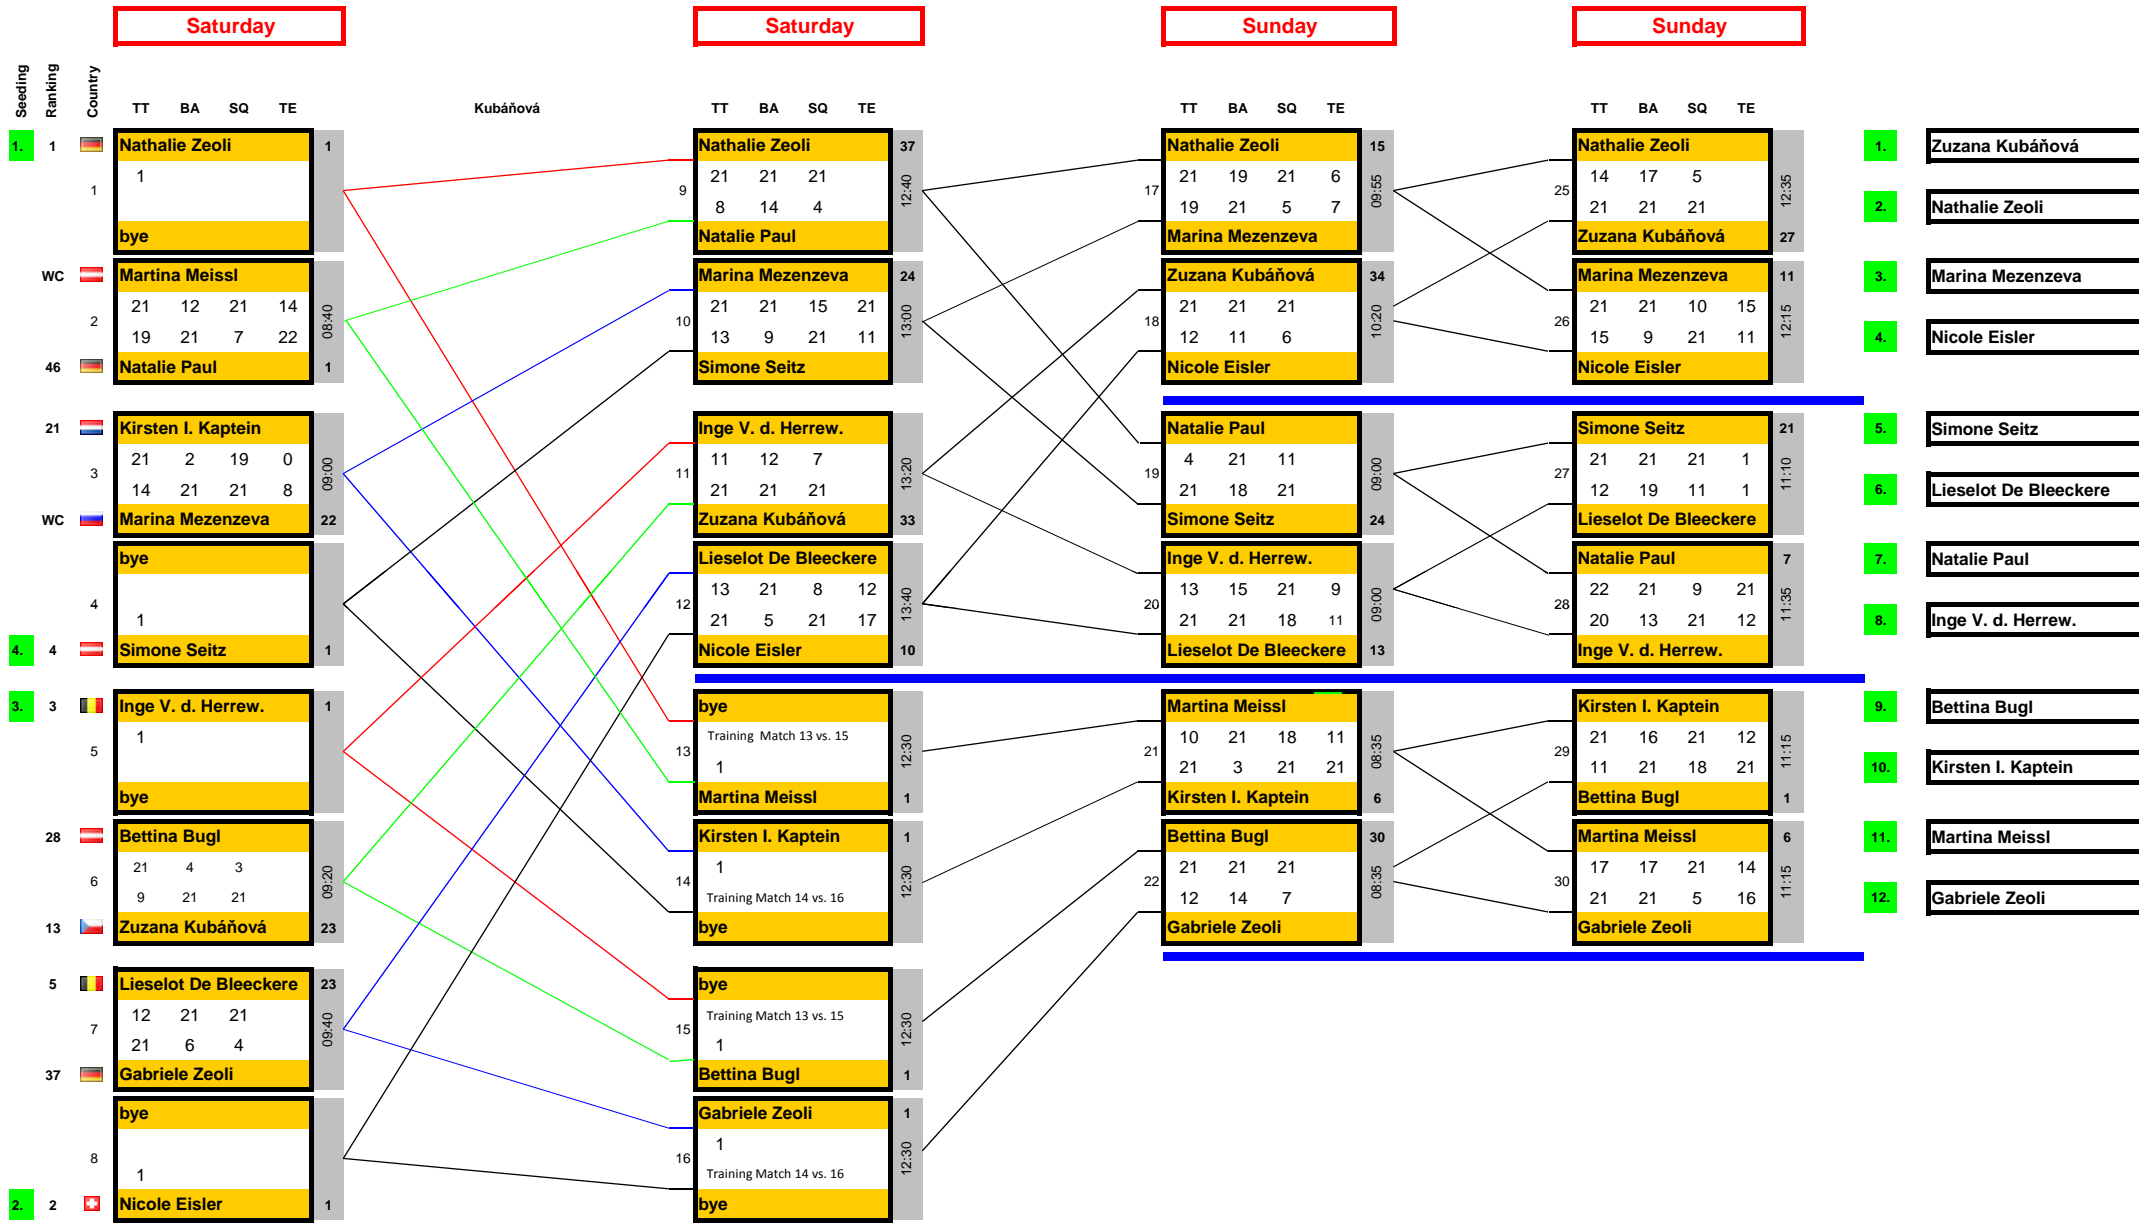 Saturday Saturday Sunday Sunday
Seeding Ranking Country
TT BA SQ TE Kubáňová TT BA SQ TE TT BA SQ TE TT BA SQ TE
1. 1 Nathalie Zeoli 1
1 1
bye
WC Martina Meissl
21 12 21 14
2 08:40
19 21 7 22
46 Natalie Paul 1
21 Kirsten I. Kaptein
21 2 19 0
3 09:00
14 21 21 8
WC Marina Mezenzeva 22
bye
4
1
4. 4 Simone Seitz 1
3. 3 Inge V. d. Herrew. 1
1
5
bye
28 Bettina Bugl
21 4 3
6 09:20
9 21 21
13 Zuzana Kubáňová 23
5 Lieselot De Bleeckere 23
12 21 21
7 09:40
21 6 4
37 Gabriele Zeoli
bye
8
1
2. 2 Nicole Eisler 1
Nathalie Zeoli 37
21 21 21
9 12:40
8 14 4
Natalie Paul
Marina Mezenzeva 24
21 21 15 21
10 13:00
13 9 21 11
Simone Seitz
Inge V. d. Herrew.
11 12 7
11 13:20
21 21 21
Zuzana Kubáňová 33
Lieselot De Bleeckere
13 21 8 12
12 13:40
21 5 21 17
Nicole Eisler 10
bye
Training Match 13 vs. 15
13 12:30
1
Martina Meissl 1
Kirsten I. Kaptein 1
1
14 12:30
Training Match 14 vs. 16
bye
bye
Training Match 13 vs. 15
15 12:30
1
Bettina Bugl 1
Gabriele Zeoli 1
1
16 12:30
Training Match 14 vs. 16
bye
Nathalie Zeoli 15
21 19 21 6
17 09:55
19 21 5 7
Marina Mezenzeva
Zuzana Kubáňová 34
21 21 21
18 10:20
12 11 6
Nicole Eisler
Natalie Paul
4 21 11
19 09:00
21 18 21
Simone Seitz 24
Inge V. d. Herrew.
13 15 21 9
20 09:00
21 21 18 11
Lieselot De Bleeckere 13
Martina Meissl
10 21 18 11
21 08:35
21 3 21 21
Kirsten I. Kaptein 6
Bettina Bugl 30
21 21 21
22 08:35
12 14 7
Gabriele Zeoli
Nathalie Zeoli
14 17 5
25 12:35
21 21 21
Zuzana Kubáňová 27
Marina Mezenzeva 11
21 21 10 15
26 12:15
15 9 21 11
Nicole Eisler
Simone Seitz 21
21 21 21 1
27 11:10
12 19 11 1
Lieselot De Bleeckere
Natalie Paul 7
22 21 9 21
28 11:35
20 13 21 12
Inge V. d. Herrew.
Kirsten I. Kaptein
21 16 21 12
29 11:15
11 21 18 21
Bettina Bugl 1
Martina Meissl 6
17 17 21 14
30 11:15
21 21 5 16
Gabriele Zeoli
1. Zuzana Kubáňová
2. Nathalie Zeoli
3. Marina Mezenzeva
4. Nicole Eisler
5. Simone Seitz
6. Lieselot De Bleeckere
7. Natalie Paul
8. Inge V. d. Herrew.
9. Bettina Bugl
10. Kirsten I. Kaptein
11. Martina Meissl
12. Gabriele Zeoli